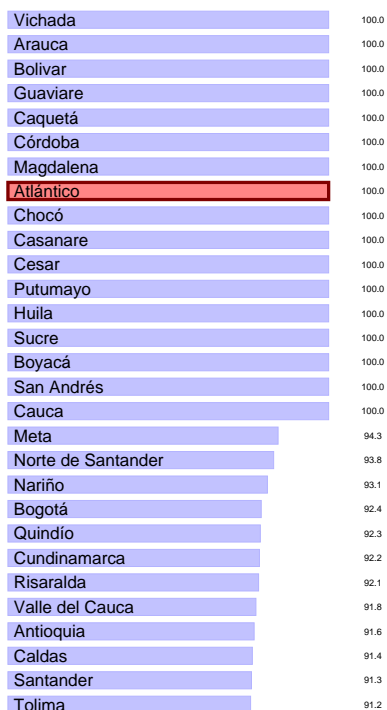 Vichada 100.0
Arauca 100.0
Bolivar 100.0
Guaviare 100.0
Caquetá 100.0
Córdoba 100.0
Magdalena 100.0
Atlántico 100.0
Chocó 100.0
Casanare 100.0
Cesar 100.0
Putumayo 100.0
Huila 100.0
Sucre 100.0
Boyacá 100.0
San Andrés 100.0
Cauca 100.0
Meta 94.3
Norte de Santander 93.8
Nariño 93.1
Bogotá 92.4
Quindío 92.3
Cundinamarca 92.2
Risaralda 92.1
Valle del Cauca 91.8
Antioquia 91.6
Caldas 91.4
Santander 91.3
Tolima 91.2